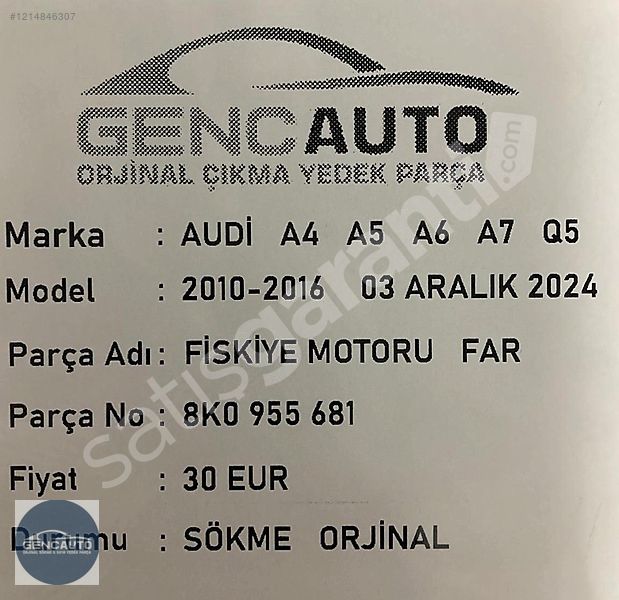 #1214846307
GENCAUTO
ORJİNAL ÇIKMA YEDEK PARÇA
satışgaranti.com
Marka : AUDİ A4 A5 A6 A7 Q5
Model : 2010-2016 03 ARALIK 2024
Parça Adı : FİSKİYE MOTORU FAR
Parça No : 8K0 955 681
Fiyat : 30 EUR
Durumu : SÖKME ORJİNAL
GENCAUTO